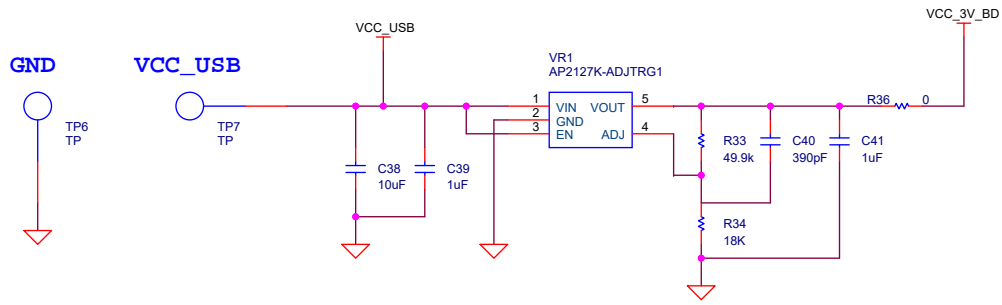 VCC_USB
VCC_3V_BD
GND
VCC_USB
VR1
AP2127K-ADJTRG1
TP6
TP
TP7
TP
1
2
3
VIN
GND
EN
VOUT
ADJ
5
4
R36
0
C38
10uF
C39
1uF
R33
49.9k
C40
390pF
C41
1uF
R34
18K